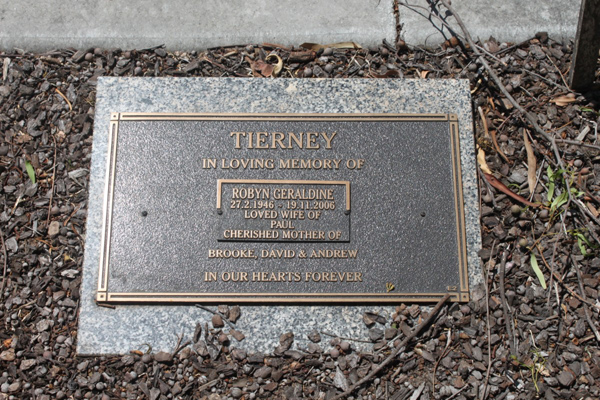 TIERNEY
IN LOVING MEMORY OF
ROBYN GERALDINE
27.2.1946 - 19.11.2006
LOVED WIFE OF
PAUL
CHERISHED MOTHER OF
BROOKE, DAVID & ANDREW
IN OUR HEARTS FOREVER